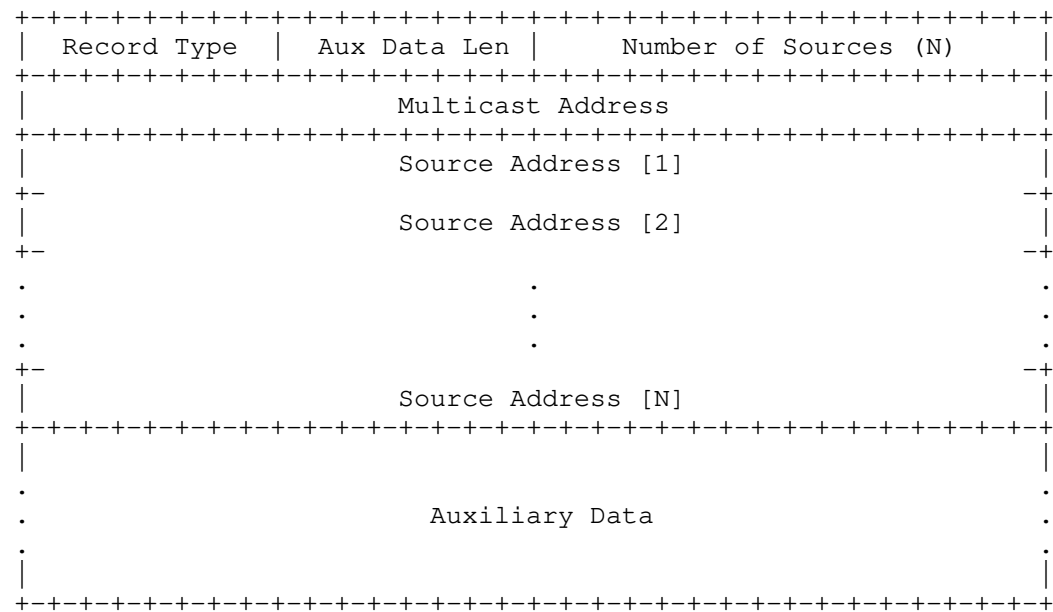 +-+-+-+-+-+-+-+-+-+-+-+-+-+-+-+-+-+-+-+-+-+-+-+-+-+-+-+-+-+-+-+-+
|  Record Type  |  Aux Data Len |     Number of Sources (N)     |
+-+-+-+-+-+-+-+-+-+-+-+-+-+-+-+-+-+-+-+-+-+-+-+-+-+-+-+-+-+-+-+-+
|                       Multicast Address                       |
+-+-+-+-+-+-+-+-+-+-+-+-+-+-+-+-+-+-+-+-+-+-+-+-+-+-+-+-+-+-+-+-+
|                       Source Address [1]                      |
+-                                                             -+
|                       Source Address [2]                      |
+-                                                             -+
.                               .                               .
.                               .                               .
.                               .                               .
+-                                                             -+
|                       Source Address [N]                      |
+-+-+-+-+-+-+-+-+-+-+-+-+-+-+-+-+-+-+-+-+-+-+-+-+-+-+-+-+-+-+-+-+
|                                                               |
.                                                               .
.                         Auxiliary Data                        .
.                                                               .
|                                                               |
+-+-+-+-+-+-+-+-+-+-+-+-+-+-+-+-+-+-+-+-+-+-+-+-+-+-+-+-+-+-+-+-+